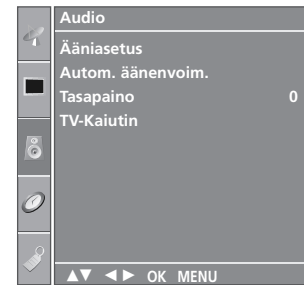 Audio
Ääniasetus
Autom. äänenvoim.
Tasapaino 0
TV-Kaiutin
▲▼ ◄► OK MENU